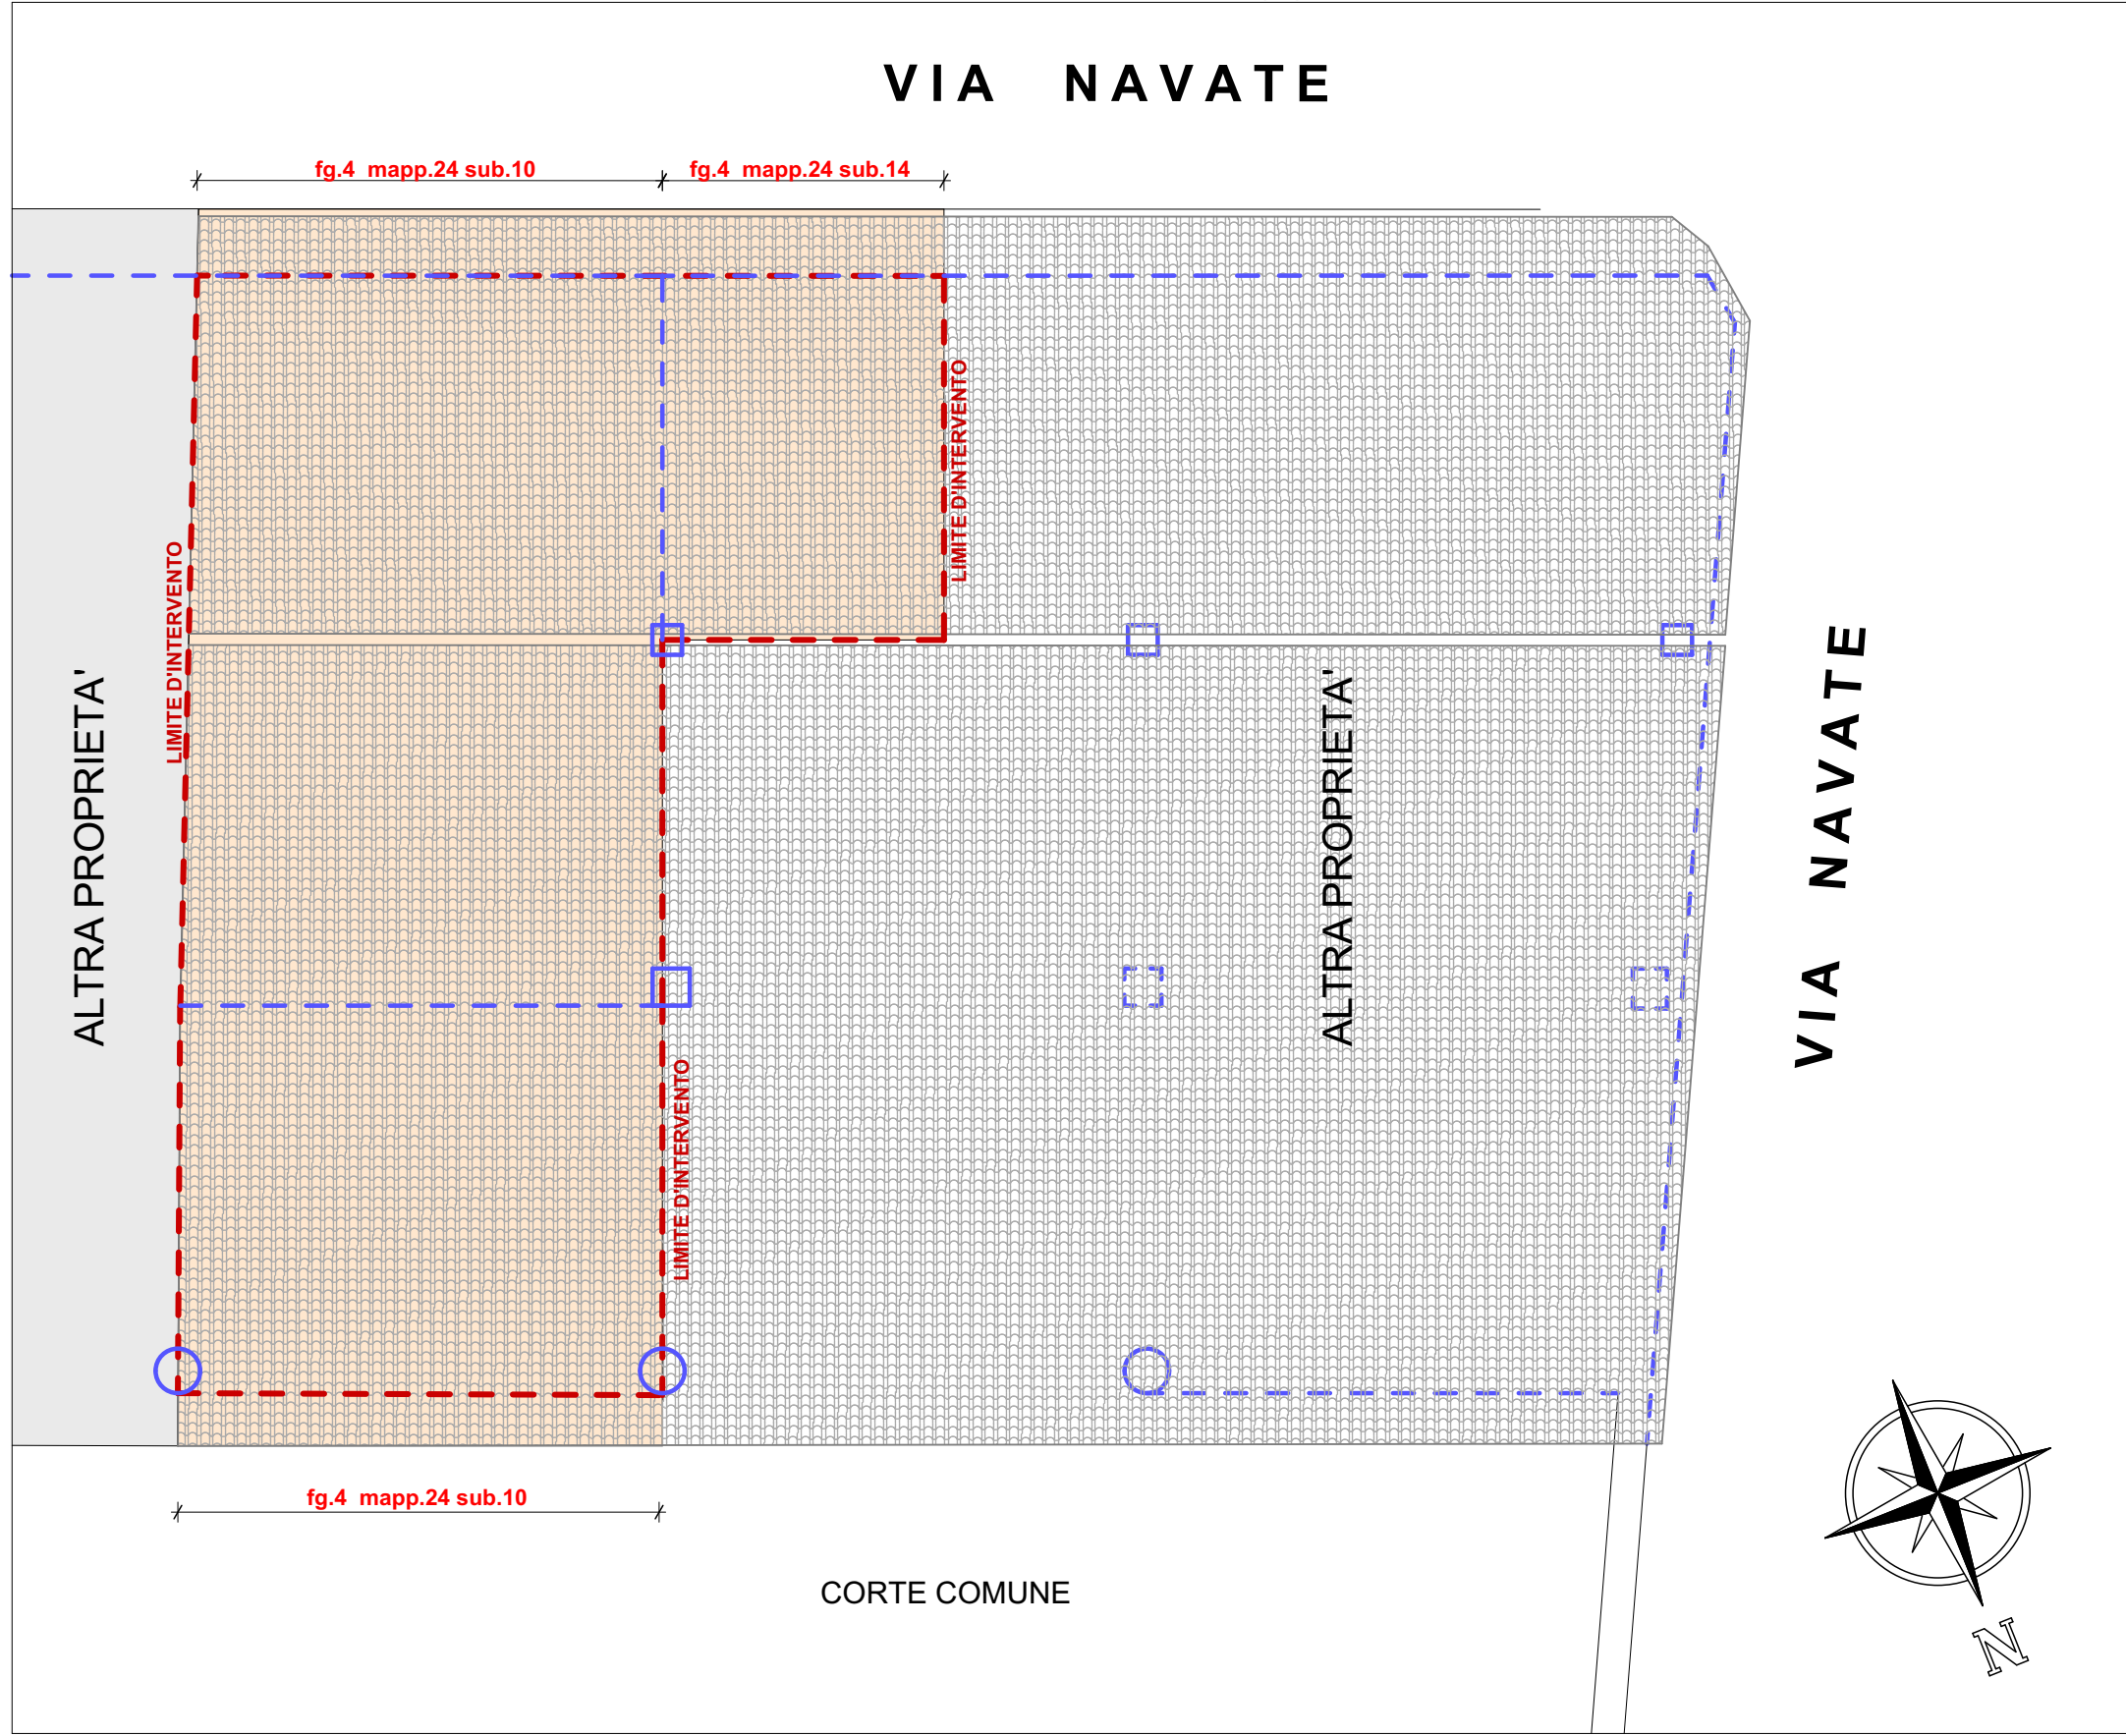 VIA NAVATE
fg.4 mapp.24 sub.10
fg.4 mapp.24 sub.14
LIMITE D'INTERVENTO
LIMITE D'INTERVENTO
ALTRA PROPRIETA'
ALTRA PROPRIETA'
VIA NAVATE
LIMITE D'INTERVENTO
fg.4 mapp.24 sub.10
CORTE COMUNE
N